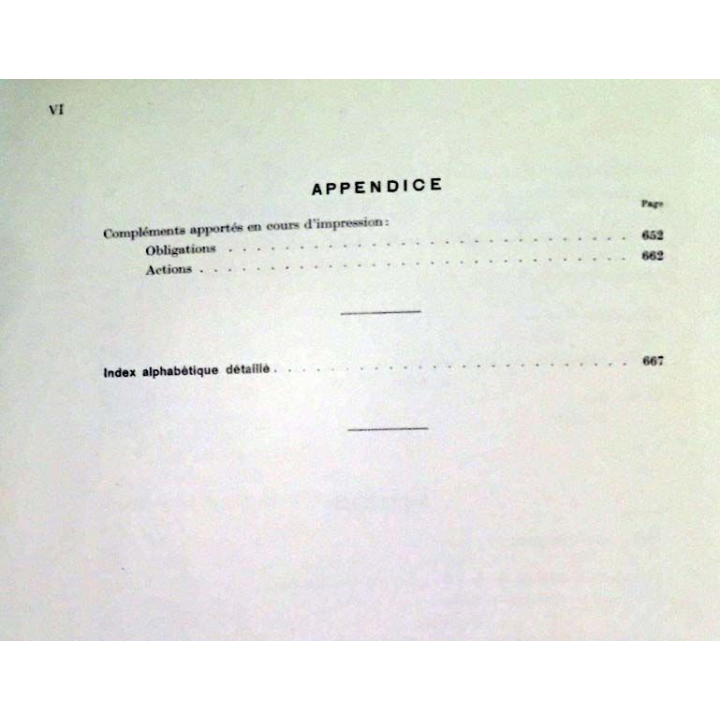 VI
APPENDICE
Page
Compléments apportés en cours d'impression:
Obligations . . . . . . . . . . . . . . . . . . . . . . . 652
Actions . . . . . . . . . . . . . . . . . . . . . . . . . 662
Index alphabétique détaillé . . . . . . . . . . . . . . . . . . . . 667